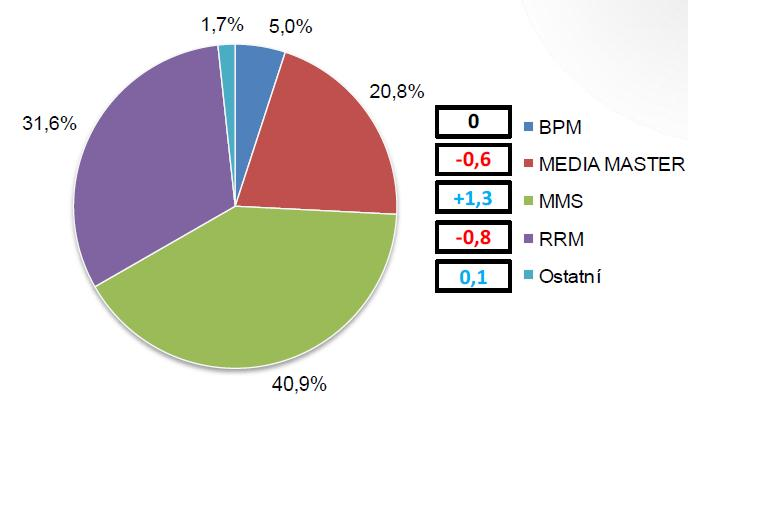 1,7%
5,0%
20,8%
31,6%
40,9%
0 BPM
-0,6 MEDIA MASTER
+1,3 MMS
-0,8 RRM
0,1 Ostatní